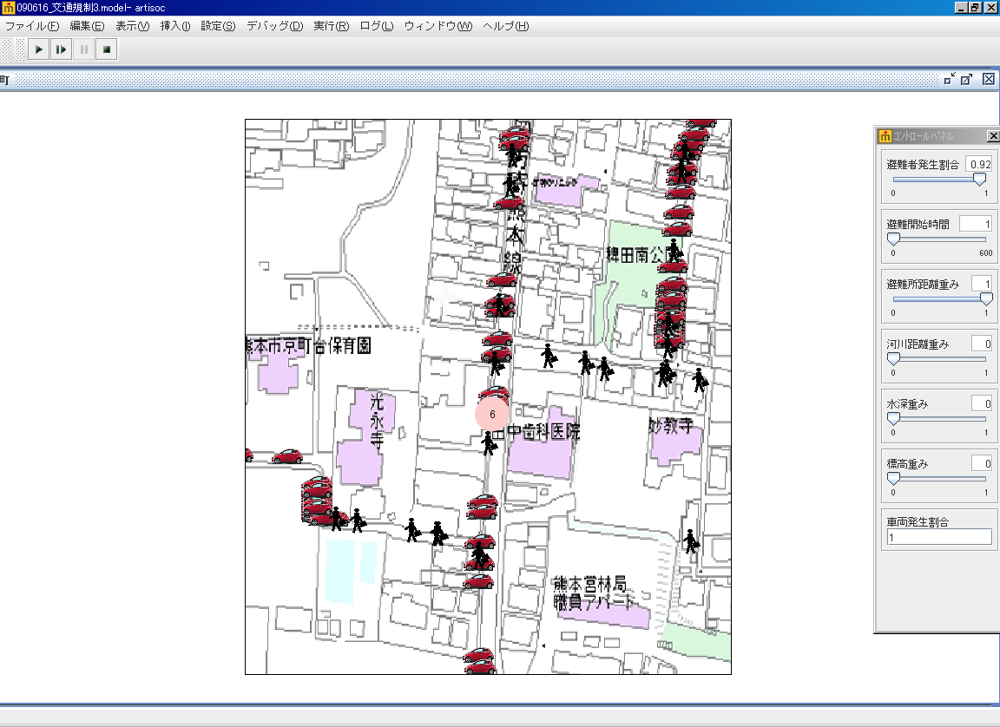 090616_交通規制3.model- artisoc
ファイル(F) 編集(E) 表示(V) 挿入(I) 設定(S) デバッグ(D) 実行(R) ログ(L) ウィンドウ(W) ヘルプ(H)
町
コントロールパネル
避難者発生割合 0.92
0 1
避難開始時間 1
0 600
避難所距離重み 1
0 1
河川距離重み 0
0 1
水深重み 0
0 1
標高重み 0
0 1
車両発生割合
1
熊本線
稗田南公園
熊本市京町台保育園
光永寺
6
田中歯科医院
妙教寺
熊本営林局
職員アパート